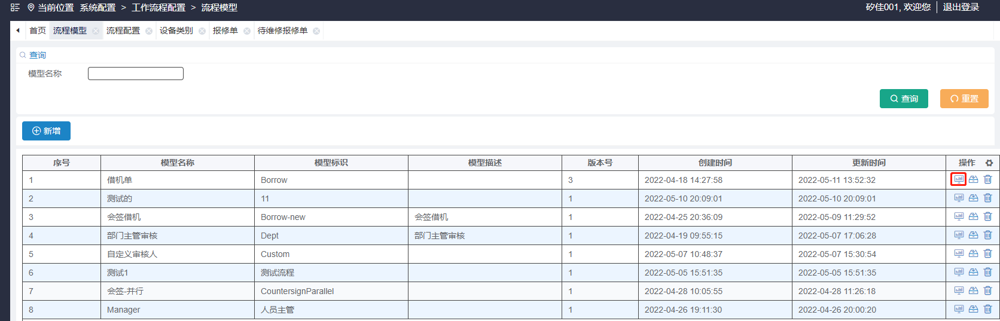 当前位置 系统配置 > 工作流程配置 > 流程模型 矽佳001, 欢迎您 退出登录
首页 流程模型 流程配置 设备类别 报修单 待维修报修单
查询
模型名称
查询 重置
新增
序号 模型名称 模型标识 模型描述 版本号 创建时间 更新时间 操作
1 借机单 Borrow 3 2022-04-18 14:27:58 2022-05-11 13:52:32
2 测试的 11 1 2022-05-10 20:09:01 2022-05-10 20:09:01
3 会签借机 Borrow-new 会签借机 1 2022-04-25 20:36:09 2022-05-09 11:29:52
4 部门主管审核 Dept 部门主管审核 1 2022-04-19 09:55:15 2022-05-07 17:06:28
5 自定义审核人 Custom 1 2022-05-07 10:48:37 2022-05-07 15:30:54
6 测试1 测试流程 1 2022-05-05 15:51:35 2022-05-05 15:51:35
7 会签-并行 CountersignParallel 1 2022-04-28 10:05:55 2022-04-28 11:26:18
8 Manager 人员主管 1 2022-04-26 19:11:30 2022-04-26 20:00:20